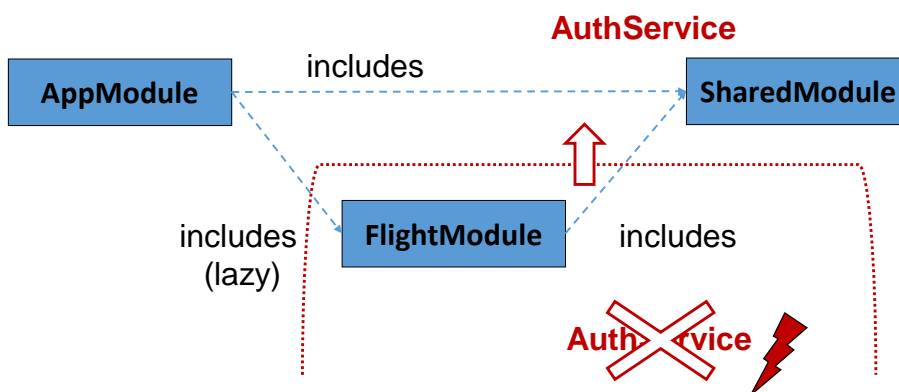 AuthService
includes
AppModule
SharedModule
includes
(lazy)
FlightModule
includes
AuthService